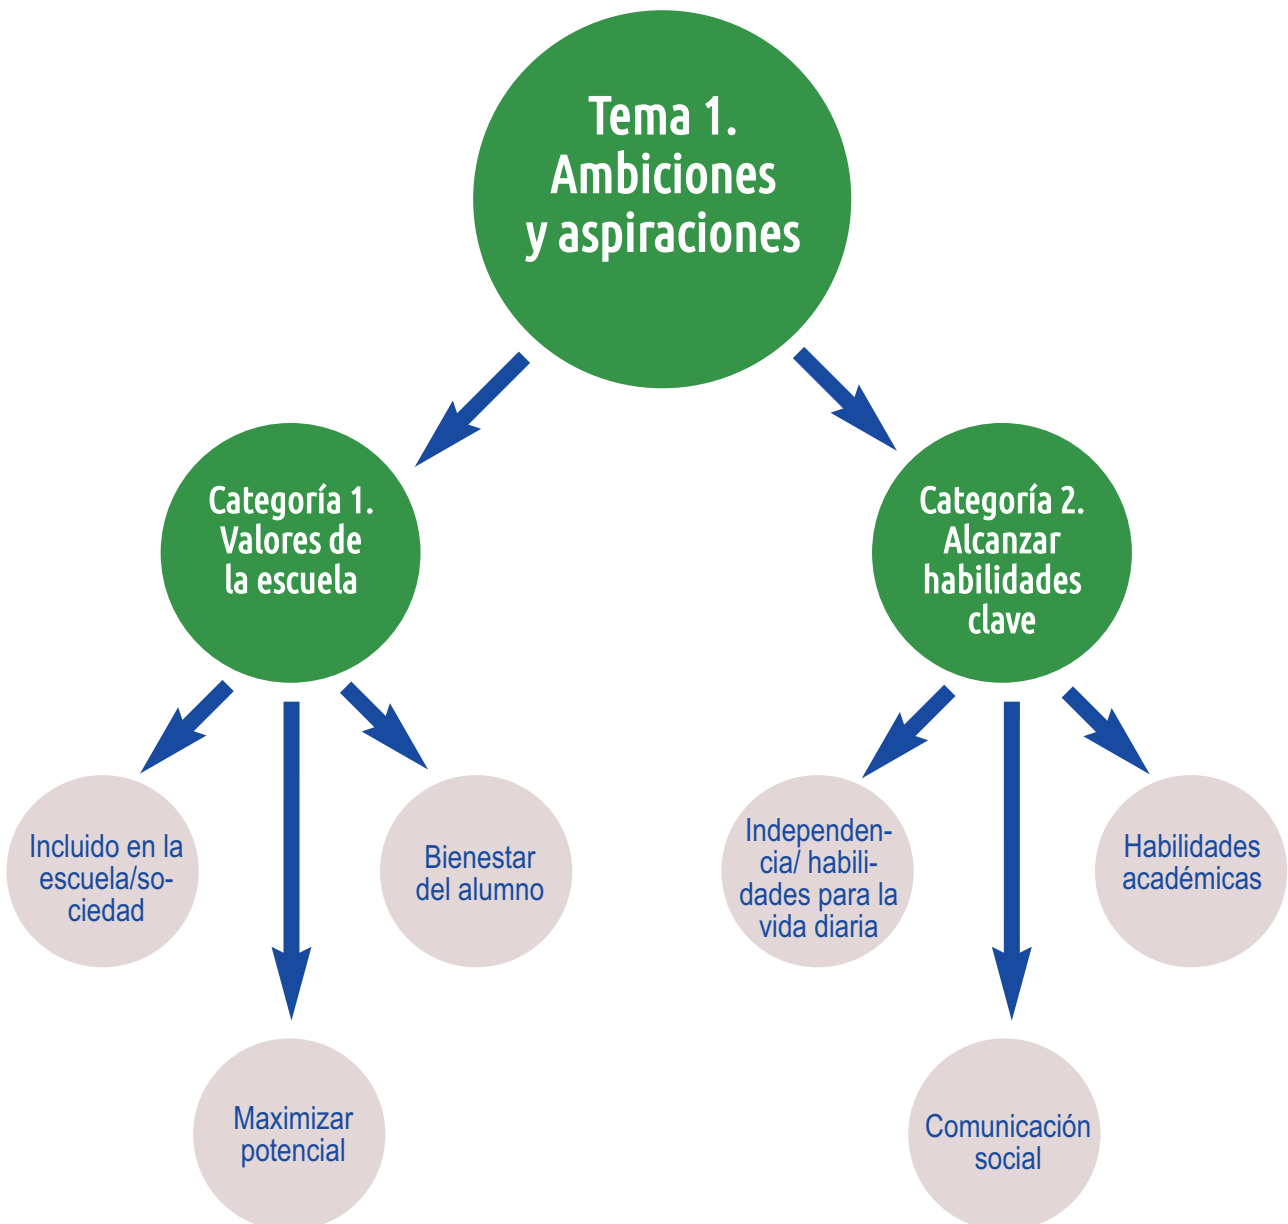 Tema 1.
Ambiciones
y aspiraciones
Categoría 1.
Valores de
la escuela
Categoría 2.
Alcanzar
habilidades
clave
Incluido en la
escuela/so-
ciedad
Bienestar
del alumno
Independen-
cia/ habili-
dades para la
vida diaria
Habilidades
académicas
Maximizar
potencial
Comunicación
social